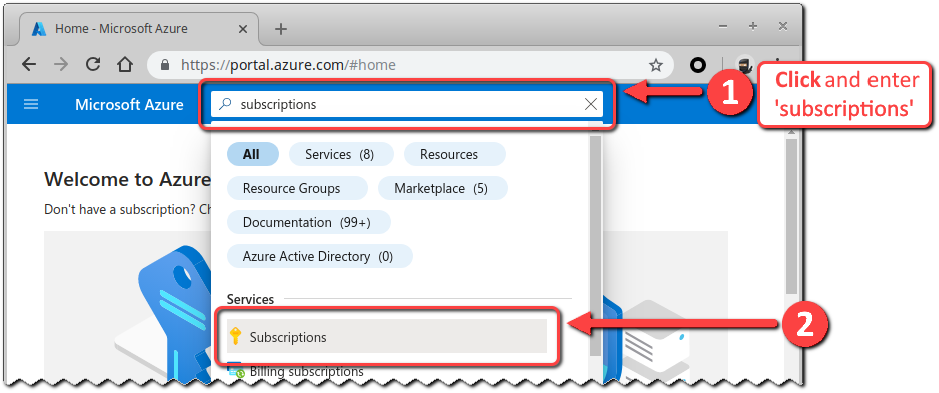 Home - Microsoft Azure
https://portal.azure.com/#home
Microsoft Azure
subscriptions
1
Click and enter
'subscriptions'
All
Services (8)
Resources
Resource Groups
Marketplace (5)
Documentation (99+)
Azure Active Directory (0)
Welcome to Azure
Don't have a subscription? Ch
Services
Subscriptions
2
Billing subscriptions